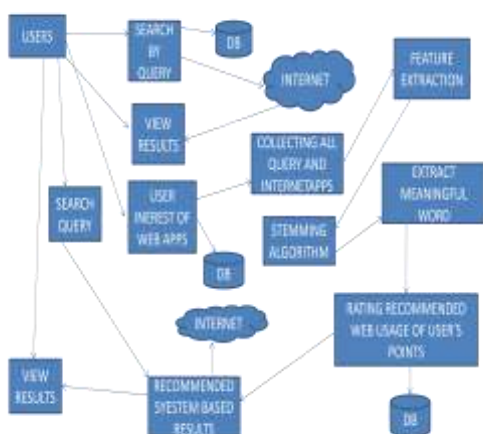 USERS
SEARCH
BY
QUERY
DB
INTERNET
FEATURE
EXTRACTION
VIEW
RESULTS
COLLECTING ALL
QUERY AND
INTERNETAPPS
EXTRACT
MEANINGFUL
WORD
SEARCH
QUERY
USER
INEREST OF
WEB APPS
STEMMING
ALGORITHM
DB
INTERNET
RATING RECOMMENDED
WEB USAGE OF USER'S
POINTS
VIEW
RESULTS
RECOMMENDED
SYESTEM BASED
RESULTS
DB